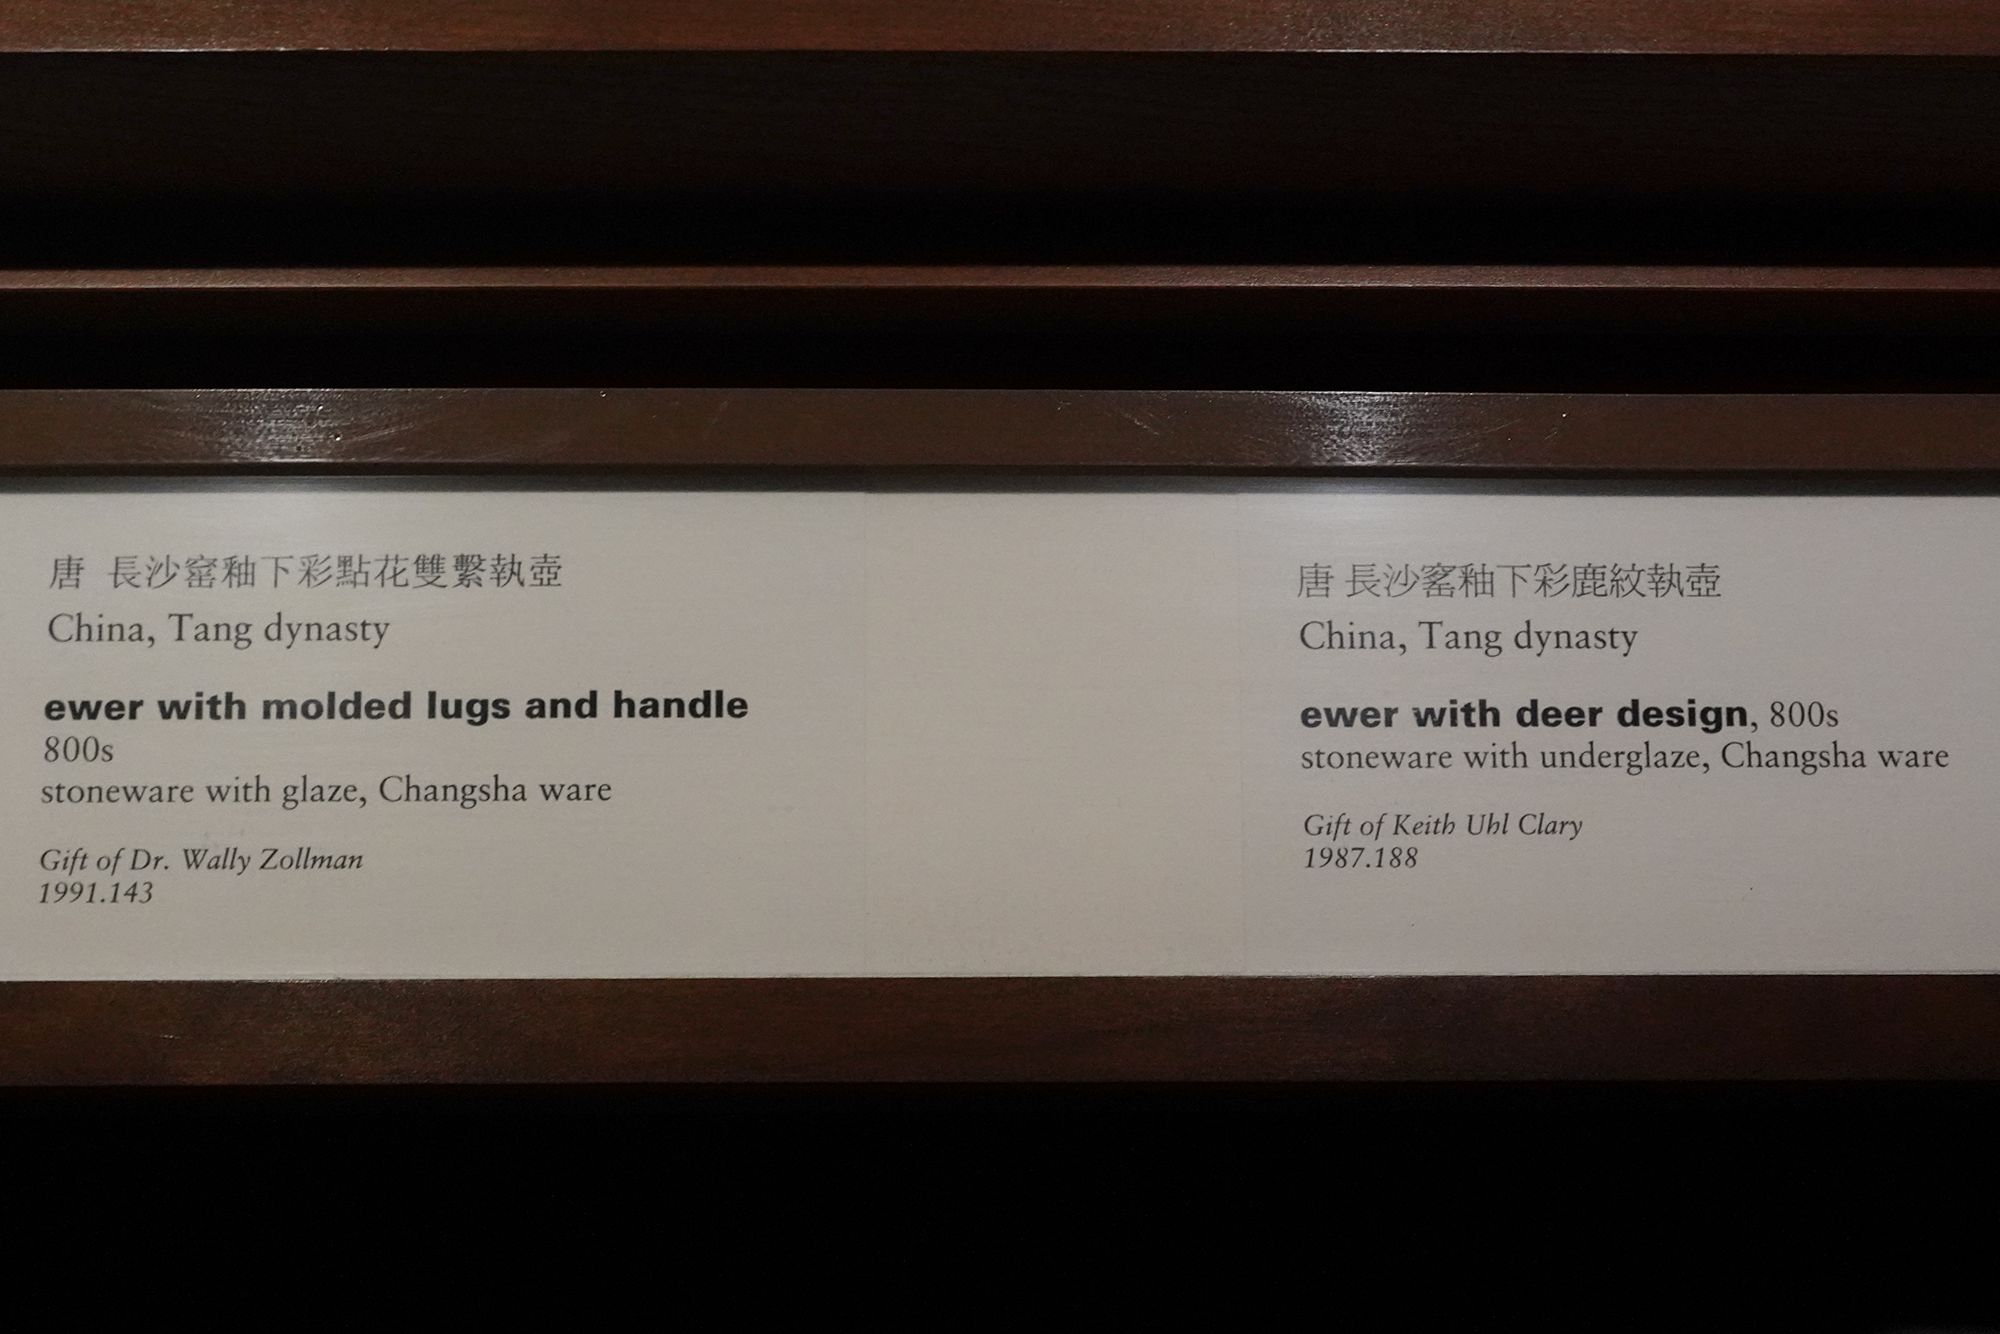 唐 長沙窰釉下彩點花雙繫執壺
China, Tang dynasty
ewer with molded lugs and handle
800s
stoneware with glaze, Changsha ware
Gift of Dr. Wally Zollman
1991.143
唐 長沙窰釉下彩鹿紋執壺
China, Tang dynasty
ewer with deer design, 800s
stoneware with underglaze, Changsha ware
Gift of Keith Uhl Clary
1987.188